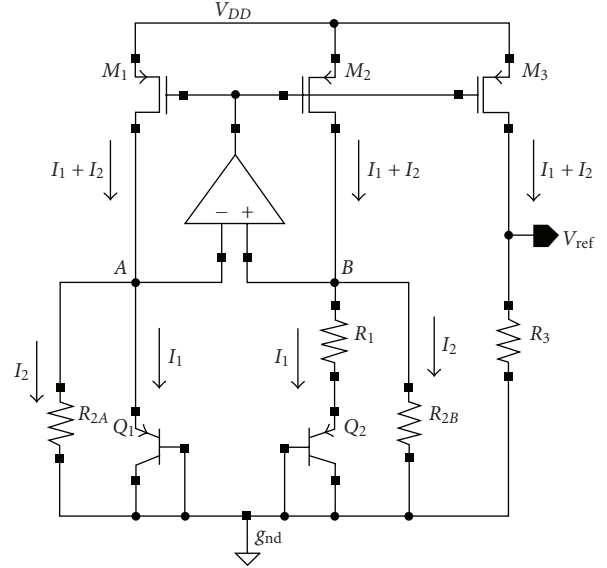 V_DD
M_1
M_2
M_3
I_1 + I_2
I_1 + I_2
I_1 + I_2
− +
V_ref
A
B
I_2
I_1
I_1
R_1
I_2
R_3
R_2A
Q_1
Q_2
R_2B
g_nd